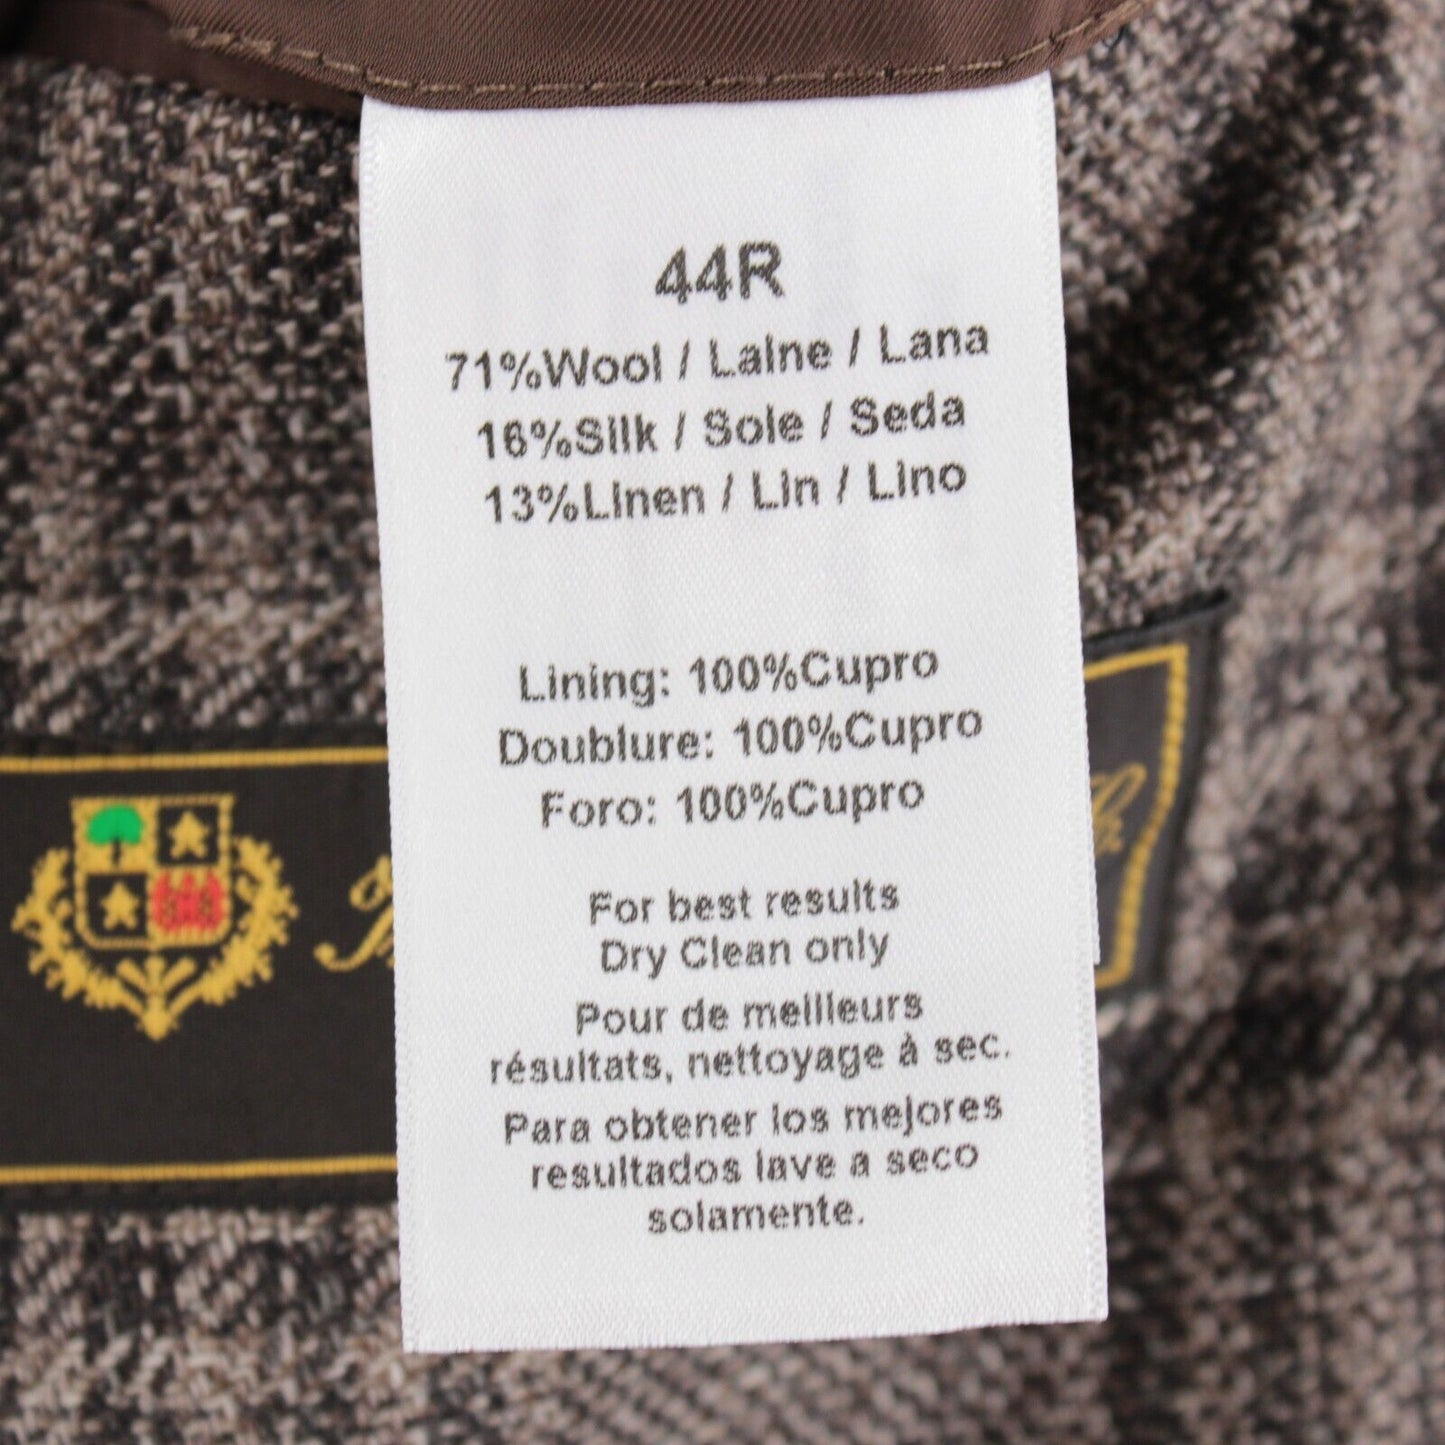 44R
71%Wool / Laine / Lana
16%Silk / Soie / Seda
13%Linen / Lin / Lino
Lining: 100%Cupro
Doublure: 100%Cupro
Foro: 100%Cupro
For best results
Dry Clean only
Pour de meilleurs
résultats, nettoyage à sec.
Para obtener los mejores
resultados lave a seco
solamente.